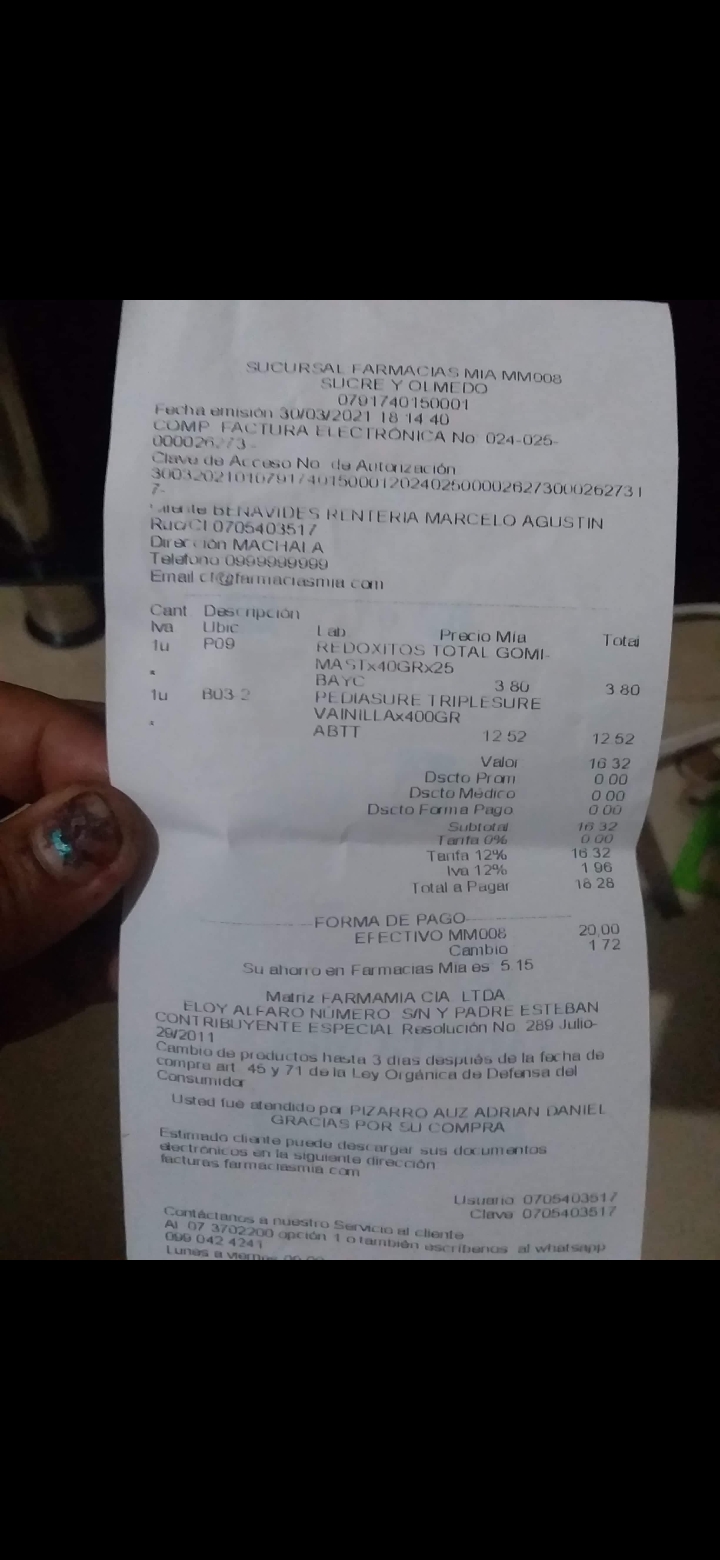 SUCURSAL FARMACIAS MIA MM008
SUCRE Y OLMEDO
0791740150001
Fecha emisión 30/03/2021 18 14 40
COMP FACTURA ELECTRÓNICA No 024-025-
000026273 -
Clave de Acceso No de Autorización
300320210107917401500012024025000026273000262731
7-
Cliente BENAVIDES RENTERIA MARCELO AGUSTIN
Ruc/CI 0705403517
Dirección MACHALA
Telefono 0999999999
Email cf@farmaciasmia.com
Cant Descripción
Iva Ubic Lab Precio Mia Total
1u P09 REDOXITOS TOTAL GOMI-
MASTx40GRx25
* BAYC 3 80 3 80
1u B03 2 PEDIASURE TRIPLESURE
VAINILLAx400GR
* ABTT 12 52 12 52
Valor 16 32
Dscto Prom 0 00
Dscto Médico 0 00
Dscto Forma Pago 0 00
Subtotal 16 32
Tarifa 0% 0 00
Tarifa 12% 16 32
Iva 12% 1 96
Total a Pagar 18 28
FORMA DE PAGO
EFECTIVO MM008 20,00
Cambio 1 72
Su ahorro en Farmacias Mia es 5 15
Matriz FARMAMIA CIA LTDA
ELOY ALFARO NÚMERO S/N Y PADRE ESTEBAN
CONTRIBUYENTE ESPECIAL Resolución No 289 Julio-
29/2011
Cambio de productos hasta 3 días después de la fecha de
compra art 45 y 71 de la Ley Orgánica de Defensa del
Consumidor
Usted fue atendido por PIZARRO AUZ ADRIAN DANIEL
GRACIAS POR SU COMPRA
Estimado cliente puede descargar sus documentos
electrónicos en la siguiente dirección
facturas farmaciasmia com
Usuario 0705403517
Clave 0705403517
Contáctanos a nuestro Servicio al cliente
Al 07 3702200 opción 1 o también escríbenos al whatsapp
099 042 4241
Lunes a viernes